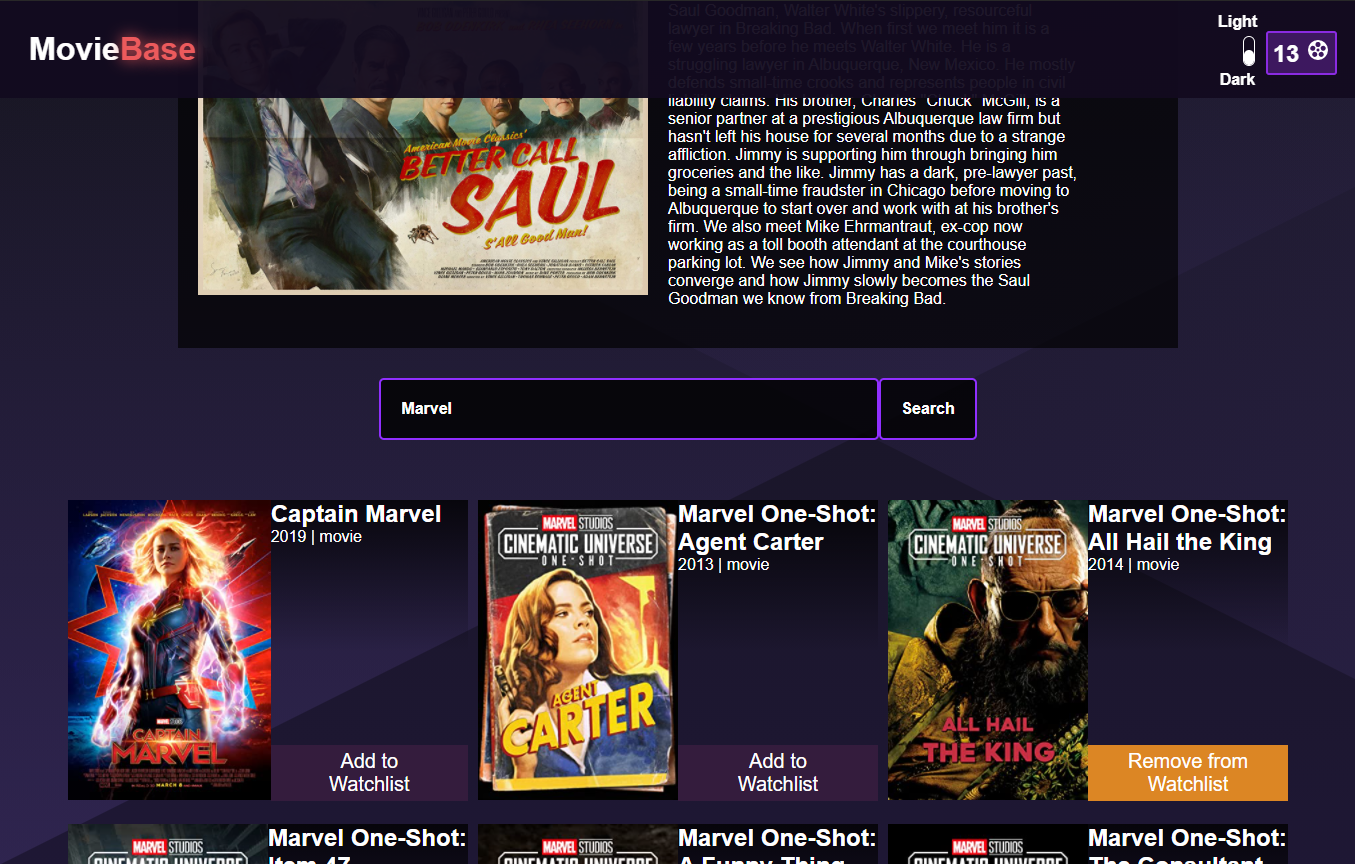 MovieBase
Light
13
Dark
Saul Goodman, Walter White's slippery, resourceful
lawyer in Breaking Bad. When first we meet him it is a
few years before he meets Walter White. He is a
struggling lawyer in Albuquerque, New Mexico. He mostly
defends small-time crooks and represents people in civil
liability claims. His brother, Charles "Chuck" McGill, is a
senior partner at a prestigious Albuquerque law firm but
hasn't left his house for several months due to a strange
affliction. Jimmy is supporting him through bringing him
groceries and the like. Jimmy has a dark, pre-lawyer past,
being a small-time fraudster in Chicago before moving to
Albuquerque to start over and work with at his brother's
firm. We also meet Mike Ehrmantraut, ex-cop now
working as a toll booth attendant at the courthouse
parking lot. We see how Jimmy and Mike's stories
converge and how Jimmy slowly becomes the Saul
Goodman we know from Breaking Bad.
American Movie Classics'
BETTER CALL
SAUL
S'All Good Man!
Marvel
Search
CAPTAIN
MARVEL
MARCH 8
Captain Marvel
2019 | movie
Add to
Watchlist
MARVEL STUDIOS
CINEMATIC UNIVERSE
ONE-SHOT
AGENT
CARTER
Marvel One-Shot:
Agent Carter
2013 | movie
Add to
Watchlist
MARVEL STUDIOS
CINEMATIC UNIVERSE
ONE-SHOT
ALL HAIL
THE KING
Marvel One-Shot:
All Hail the King
2014 | movie
Remove from
Watchlist
MARVEL STUDIOS
CINEMATIC UNIVERSE
Marvel One-Shot:
Item 47
MARVEL STUDIOS
CINEMATIC UNIVERSE
Marvel One-Shot:
A Funny Thing
MARVEL STUDIOS
CINEMATIC UNIVERSE
Marvel One-Shot:
The Consultant